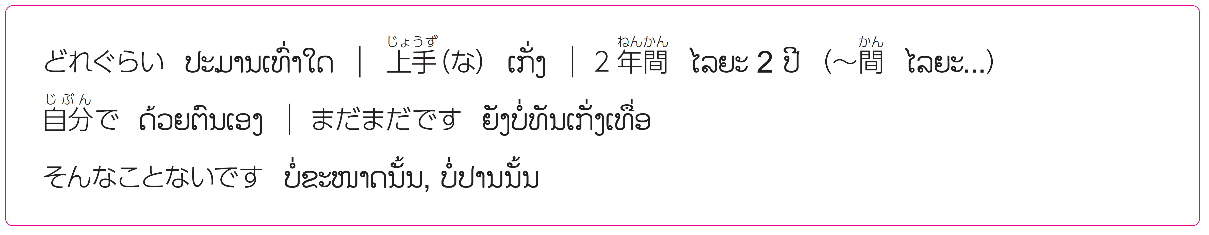 どれぐらい ປະມານເທົ່າໃດ | 上手(な) ເກັ່ງ | 2年間 ໄລຍະ 2 ປີ (～間 ໄລຍະ...)
自分で ດ້ວຍຕົນເອງ | まだまだです ຍັງບໍ່ທັນເກັ່ງເທື່ອ
そんなことないです ບໍ່ຂະໜາດນັ້ນ, ບໍ່ປານນັ້ນ